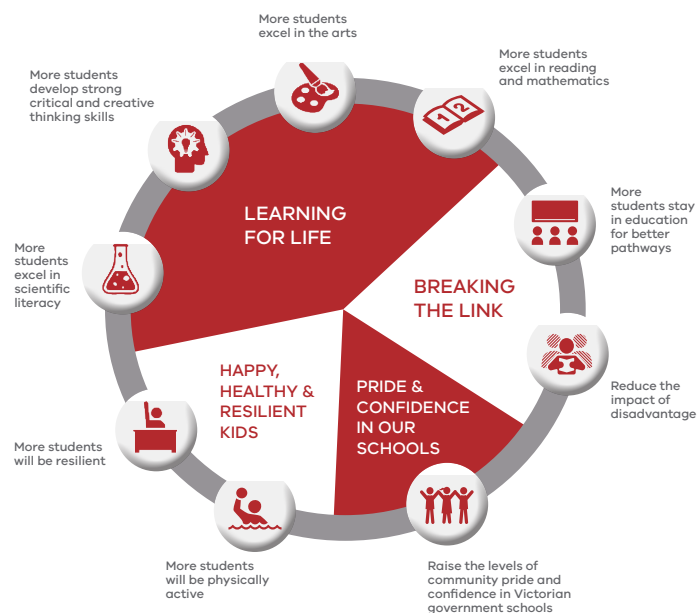 More students
excel in the arts
More students
excel in reading
and mathematics
More students
develop strong
critical and creative
thinking skills
1 2
More
students stay
in education
for better
pathways
LEARNING
FOR LIFE
More
students
excel in
scientific
literacy
BREAKING
THE LINK
HAPPY,
HEALTHY &
RESILIENT
KIDS
PRIDE &
CONFIDENCE
IN OUR
SCHOOLS
Reduce the
impact of
disadvantage
More students
will be resilient
More students
will be physically
active
Raise the levels of
community pride and
confidence in Victorian
government schools